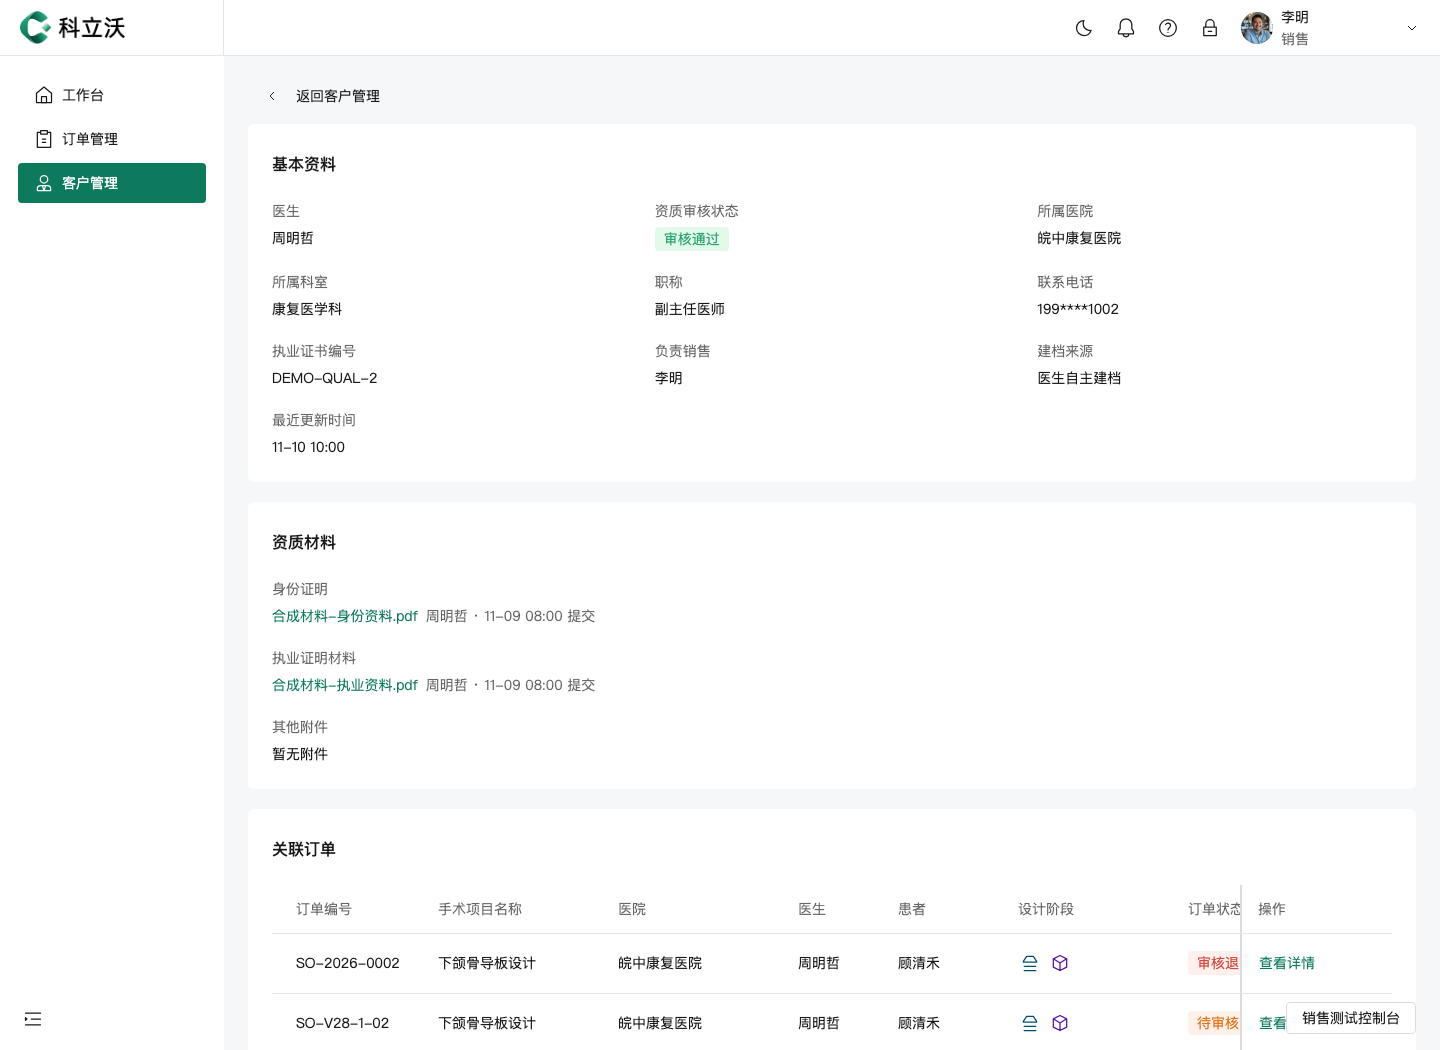 科立沃
李明
销售
工作台
订单管理
客户管理
返回客户管理
基本资料
医生
资质审核状态
所属医院
周明哲
审核通过
皖中康复医院
所属科室
职称
联系电话
康复医学科
副主任医师
199****1002
执业证书编号
负责销售
建档来源
DEMO-QUAL-2
李明
医生自主建档
最近更新时间
11-10 10:00
资质材料
身份证明
合成材料-身份资料.pdf 周明哲 · 11-09 08:00 提交
执业证明材料
合成材料-执业资料.pdf 周明哲 · 11-09 08:00 提交
其他附件
暂无附件
关联订单
订单编号 手术项目名称 医院 医生 患者 设计阶段 订单状态 操作
SO-2026-0002 下颌骨导板设计 皖中康复医院 周明哲 顾清禾 审核退 查看详情
SO-V28-1-02 下颌骨导板设计 皖中康复医院 周明哲 顾清禾 待审核 查看
销售测试控制台